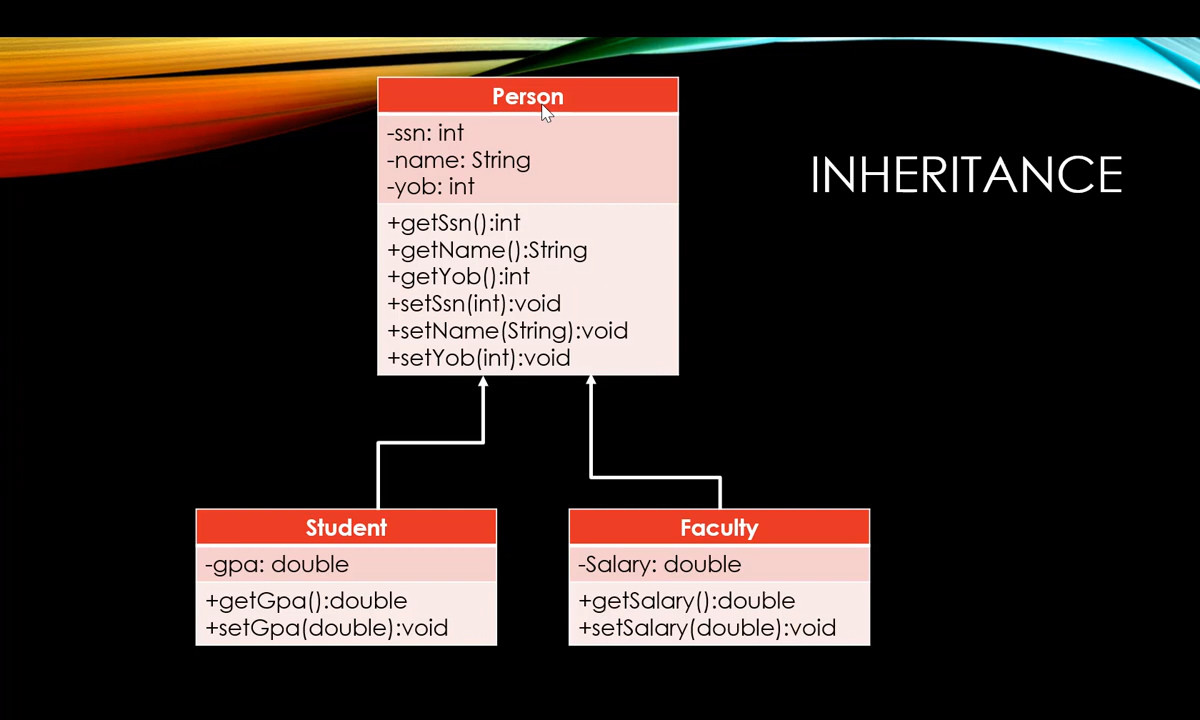 Person
-ssn: int
-name: String
-yob: int
+getSsn():int
+getName():String
+getYob():int
+setSsn(int):void
+setName(String):void
+setYob(int):void
INHERITANCE
Student
-gpa: double
+getGpa():double
+setGpa(double):void
Faculty
-Salary: double
+getSalary():double
+setSalary(double):void